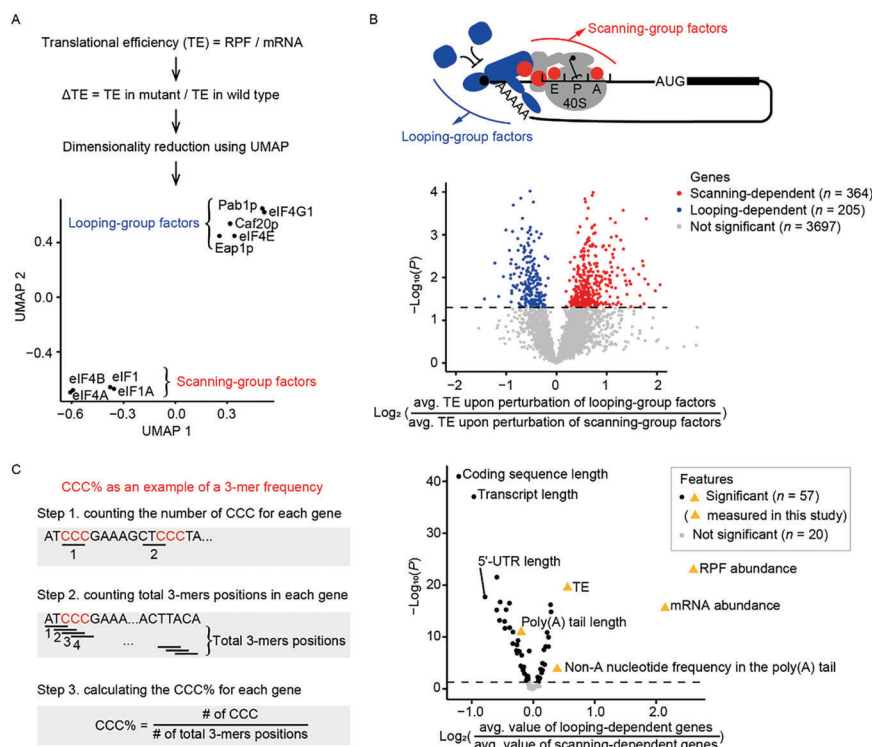 A
Translational efficiency (TE) = RPF / mRNA
ΔTE = TE in mutant / TE in wild type
Dimensionality reduction using UMAP
Looping-group factors
Pab1p
eIF4G1
Caf20p
eIF4E
Eap1p
0.4
0.0
−0.4
UMAP 2
eIF4B
eIF1
eIF4A
eIF1A
Scanning-group factors
−0.6
−0.3
0.0
0.3
UMAP 1
B
Scanning-group factors
AAAAA
E
P
A
40S
AUG
Looping-group factors
Genes
Scanning-dependent (n = 364)
Looping-dependent (n = 205)
Not significant (n = 3697)
4
3
2
1
0
−Log₁₀(P)
−2
−1
0
1
2
Log₂ (
avg. TE upon perturbation of looping-group factors
avg. TE upon perturbation of scanning-group factors
)
C
CCC% as an example of a 3-mer frequency
Step 1. counting the number of CCC for each gene
ATCCCGAAAGCTCCCTA...
1
2
Step 2. counting total 3-mers positions in each gene
ATCCCGAAA...ACTTACA
1
2
3
4
...
Total 3-mers positions
Step 3. calculating the CCC% for each gene
CCC% =
# of CCC
# of total 3-mers positions
40
30
20
10
0
−Log₁₀(P)
Coding sequence length
Transcript length
5'-UTR length
TE
Poly(A) tail length
Non-A nucleotide frequency in the poly(A) tail
RPF abundance
mRNA abundance
Features
Significant (n = 57)
( measured in this study)
Not significant (n = 20)
−1.0
0.0
1.0
2.0
Log₂(
avg. value of looping-dependent genes
avg. value of scanning-dependent genes
)